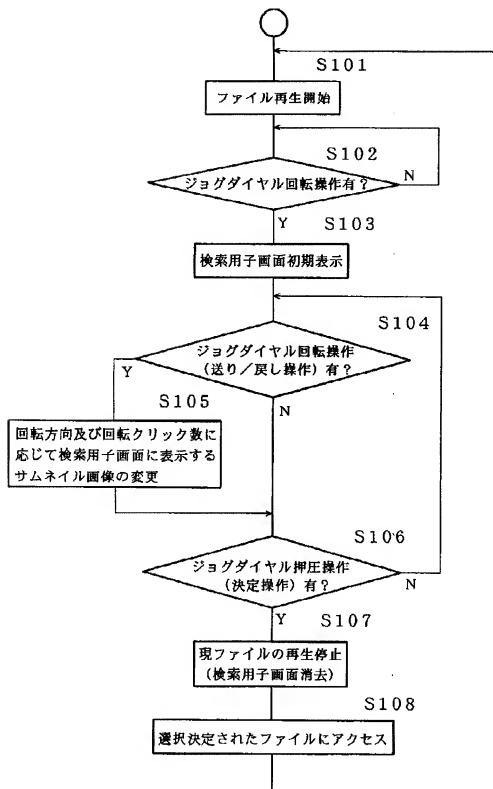 S101
ファイル再生開始
S102
ジョグダイヤル回転操作有？
N
Y
S103
検索用子画面初期表示
S104
ジョグダイヤル回転操作
(送り／戻し操作)有？
Y
N
S105
回転方向及び回転クリック数に
応じて検索用子画面に表示する
サムネイル画像の変更
S106
ジョグダイヤル押圧操作
(決定操作)有？
N
Y
S107
現ファイルの再生停止
(検索用子画面消去)
S108
選択決定されたファイルにアクセス